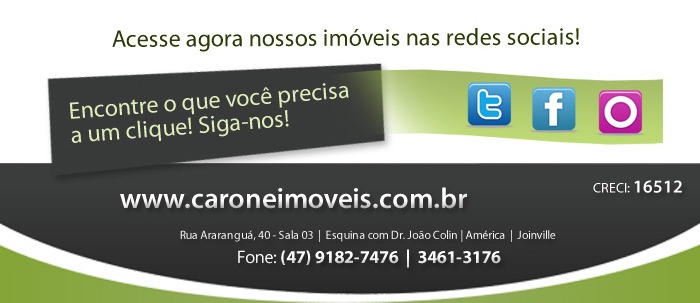 Acesse agora nossos imóveis nas redes sociais!
Encontre o que você precisa
a um clique! Siga-nos!
www.caroneimoveis.com.br
CRECI: 16512
Rua Araranguá, 40 - Sala 03 | Esquina com Dr. João Colin | América | Joinville
Fone: (47) 9182-7476 | 3461-3176